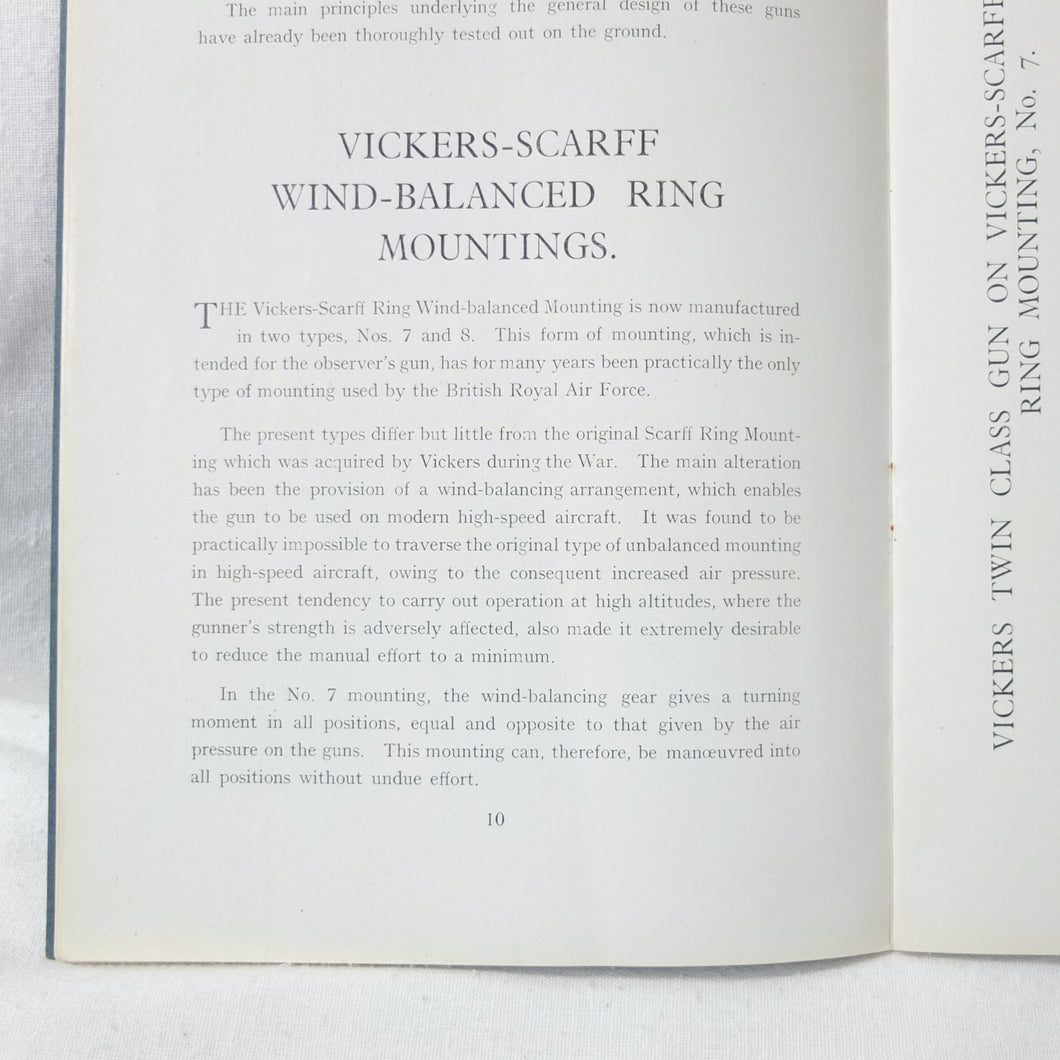 The main principles underlying the general design of these guns
have already been thoroughly tested out on the ground.
VICKERS-SCARFF
WIND-BALANCED RING
MOUNTINGS.
THE Vickers-Scarff Ring Wind-balanced Mounting is now manufactured
in two types, Nos. 7 and 8. This form of mounting, which is in-
tended for the observer's gun, has for many years been practically the only
type of mounting used by the British Royal Air Force.
The present types differ but little from the original Scarff Ring Mount-
ing which was acquired by Vickers during the War. The main alteration
has been the provision of a wind-balancing arrangement, which enables
the gun to be used on modern high-speed aircraft. It was found to be
practically impossible to traverse the original type of unbalanced mounting
in high-speed aircraft, owing to the consequent increased air pressure.
The present tendency to carry out operation at high altitudes, where the
gunner's strength is adversely affected, also made it extremely desirable
to reduce the manual effort to a minimum.
In the No. 7 mounting, the wind-balancing gear gives a turning
moment in all positions, equal and opposite to that given by the air
pressure on the guns. This mounting can, therefore, be manœuvred into
all positions without undue effort.
10
VICKERS TWIN CLASS GUN ON VICKERS-SCARFF
RING MOUNTING, No. 7.